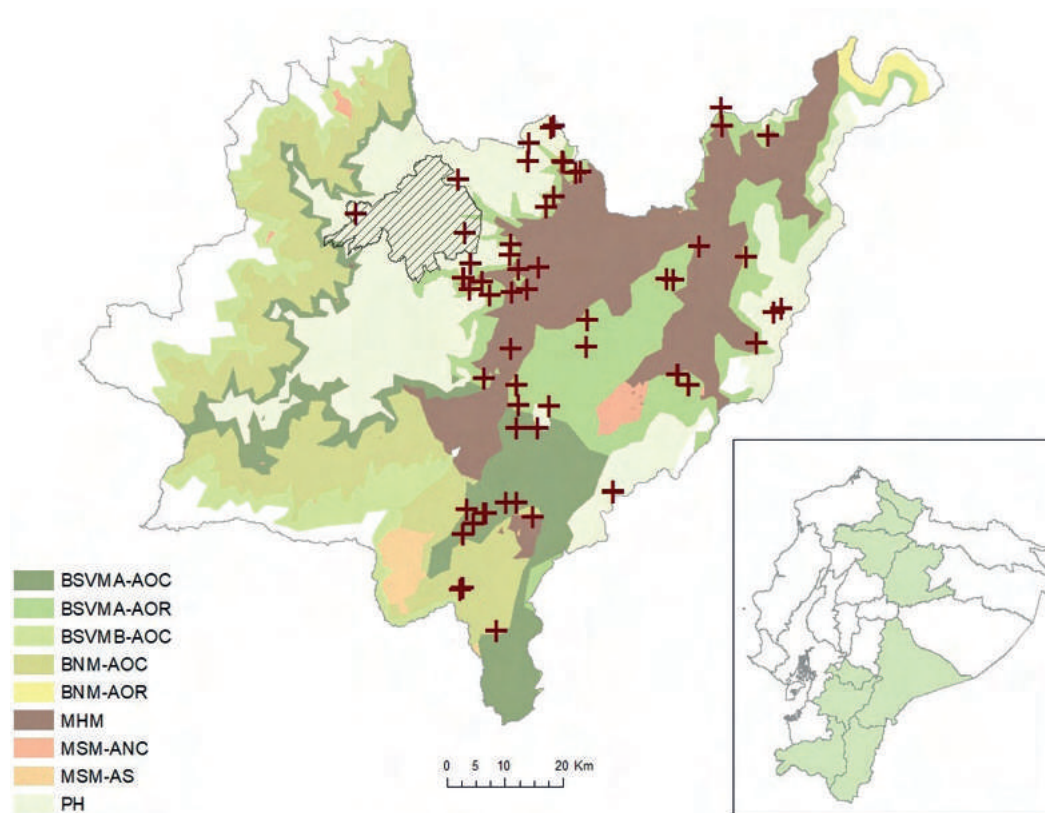 BSVMA-AOC
BSVMA-AOR
BSVMB-AOC
BNM-AOC
BNM-AOR
MHM
MSM-ANC
MSM-AS
PH
0 5 10 20 Km